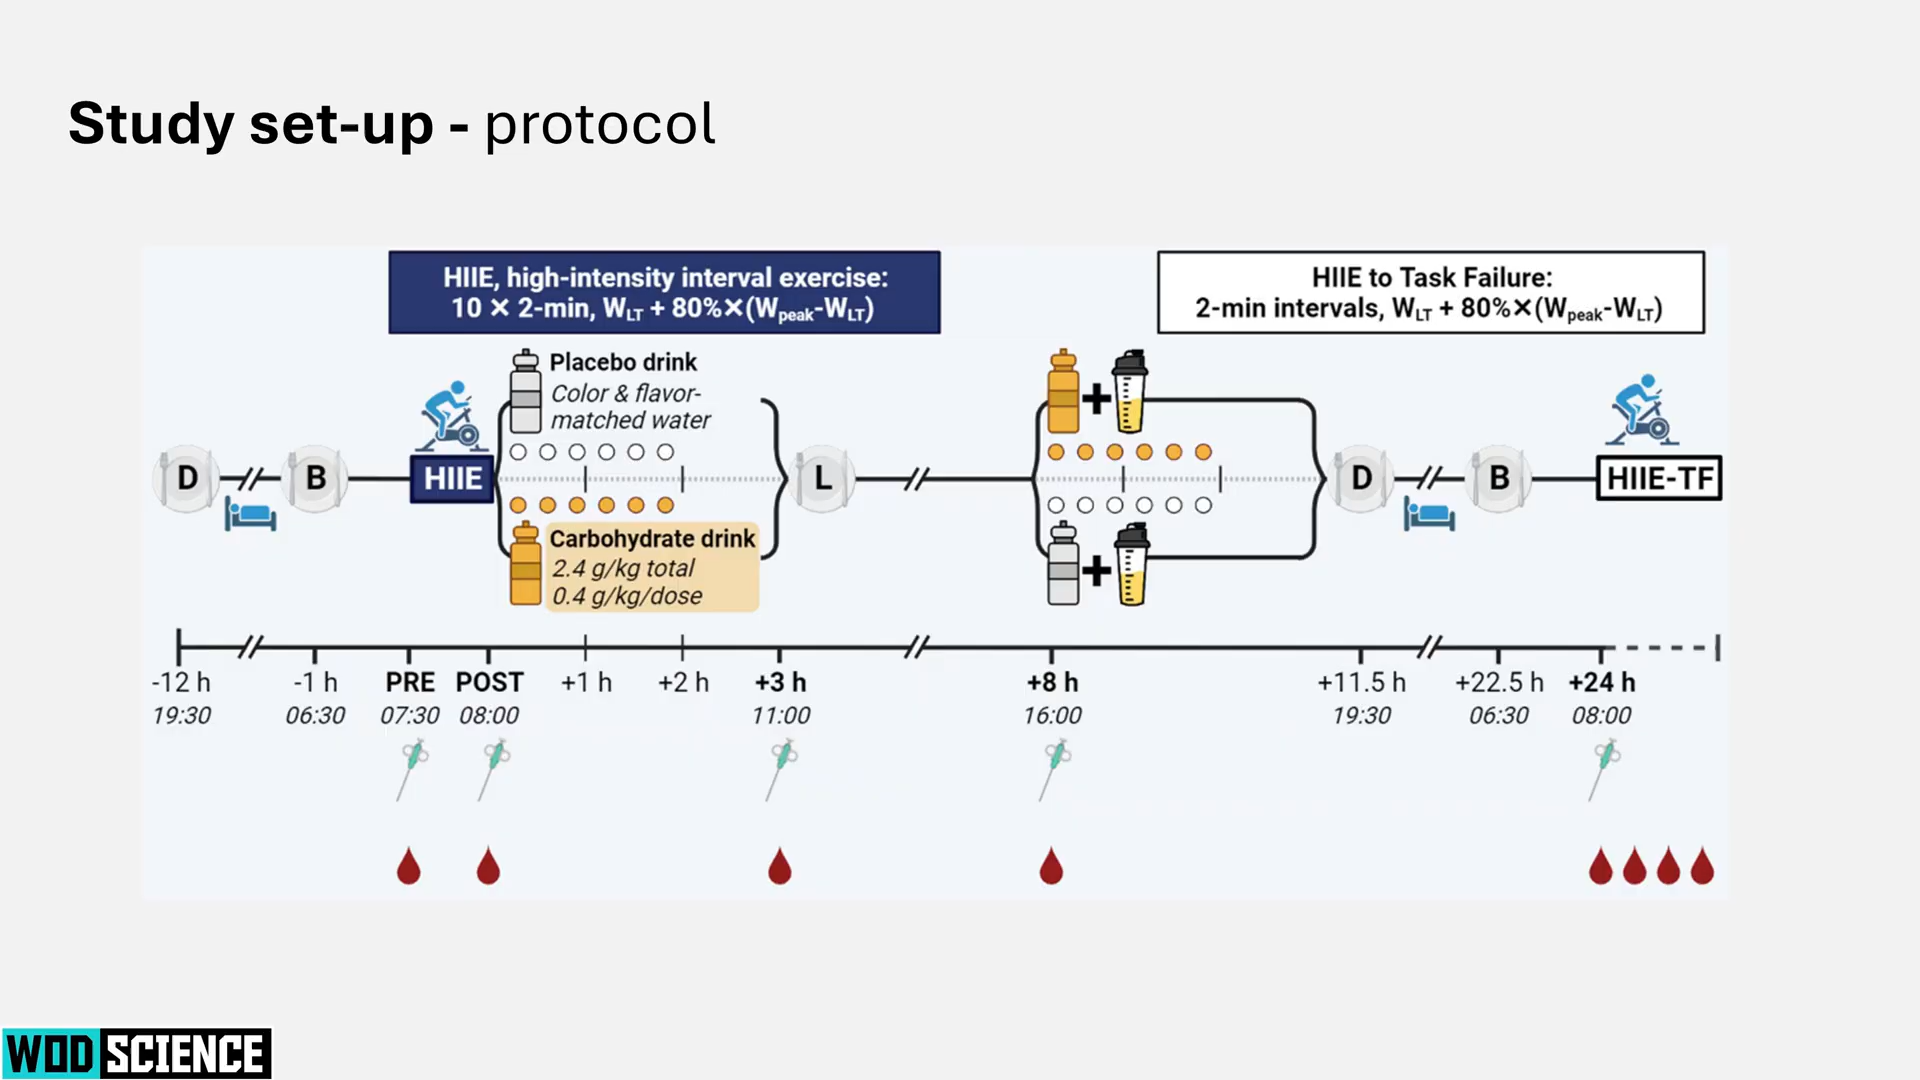 Study set-up - protocol
HIIE, high-intensity interval exercise:
10 × 2-min, WLT + 80%×(Wpeak-WLT)
HIIE to Task Failure:
2-min intervals, WLT + 80%×(Wpeak-WLT)
Placebo drink
Color & flavor-
matched water
D
B
HIIE
L
D
B
HIIE-TF
Carbohydrate drink
2.4 g/kg total
0.4 g/kg/dose
-12 h
19:30
-1 h
06:30
PRE
07:30
POST
08:00
+1 h
+2 h
+3 h
11:00
+8 h
16:00
+11.5 h
19:30
+22.5 h
06:30
+24 h
08:00
WOD SCIENCE